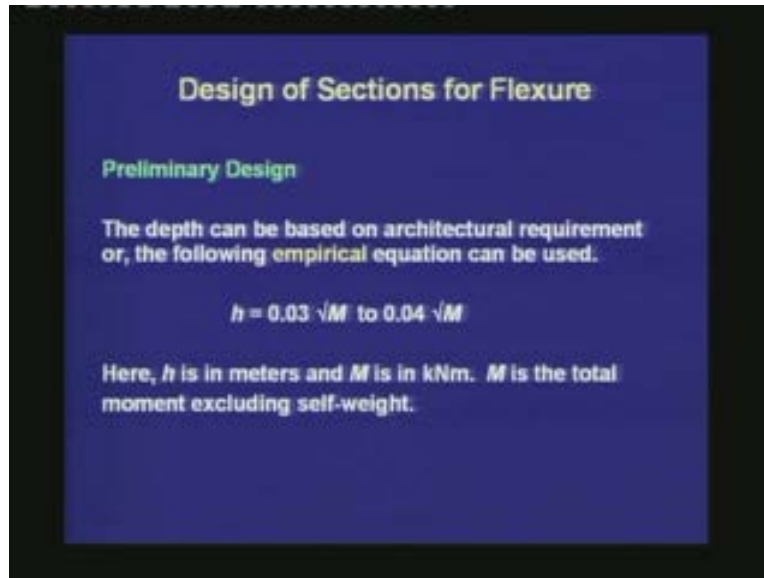 Design of Sections for Flexure
Preliminary Design
The depth can be based on architectural requirement
or, the following empirical equation can be used.
h = 0.03 √M to 0.04 √M
Here, h is in meters and M is in kNm. M is the total
moment excluding self-weight.